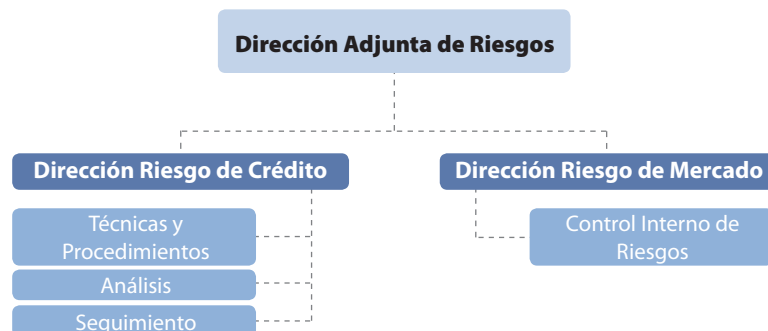 Dirección Adjunta de Riesgos
Dirección Riesgo de Crédito
Dirección Riesgo de Mercado
Técnicas y
Procedimientos
Control Interno de
Riesgos
Análisis
Seguimiento